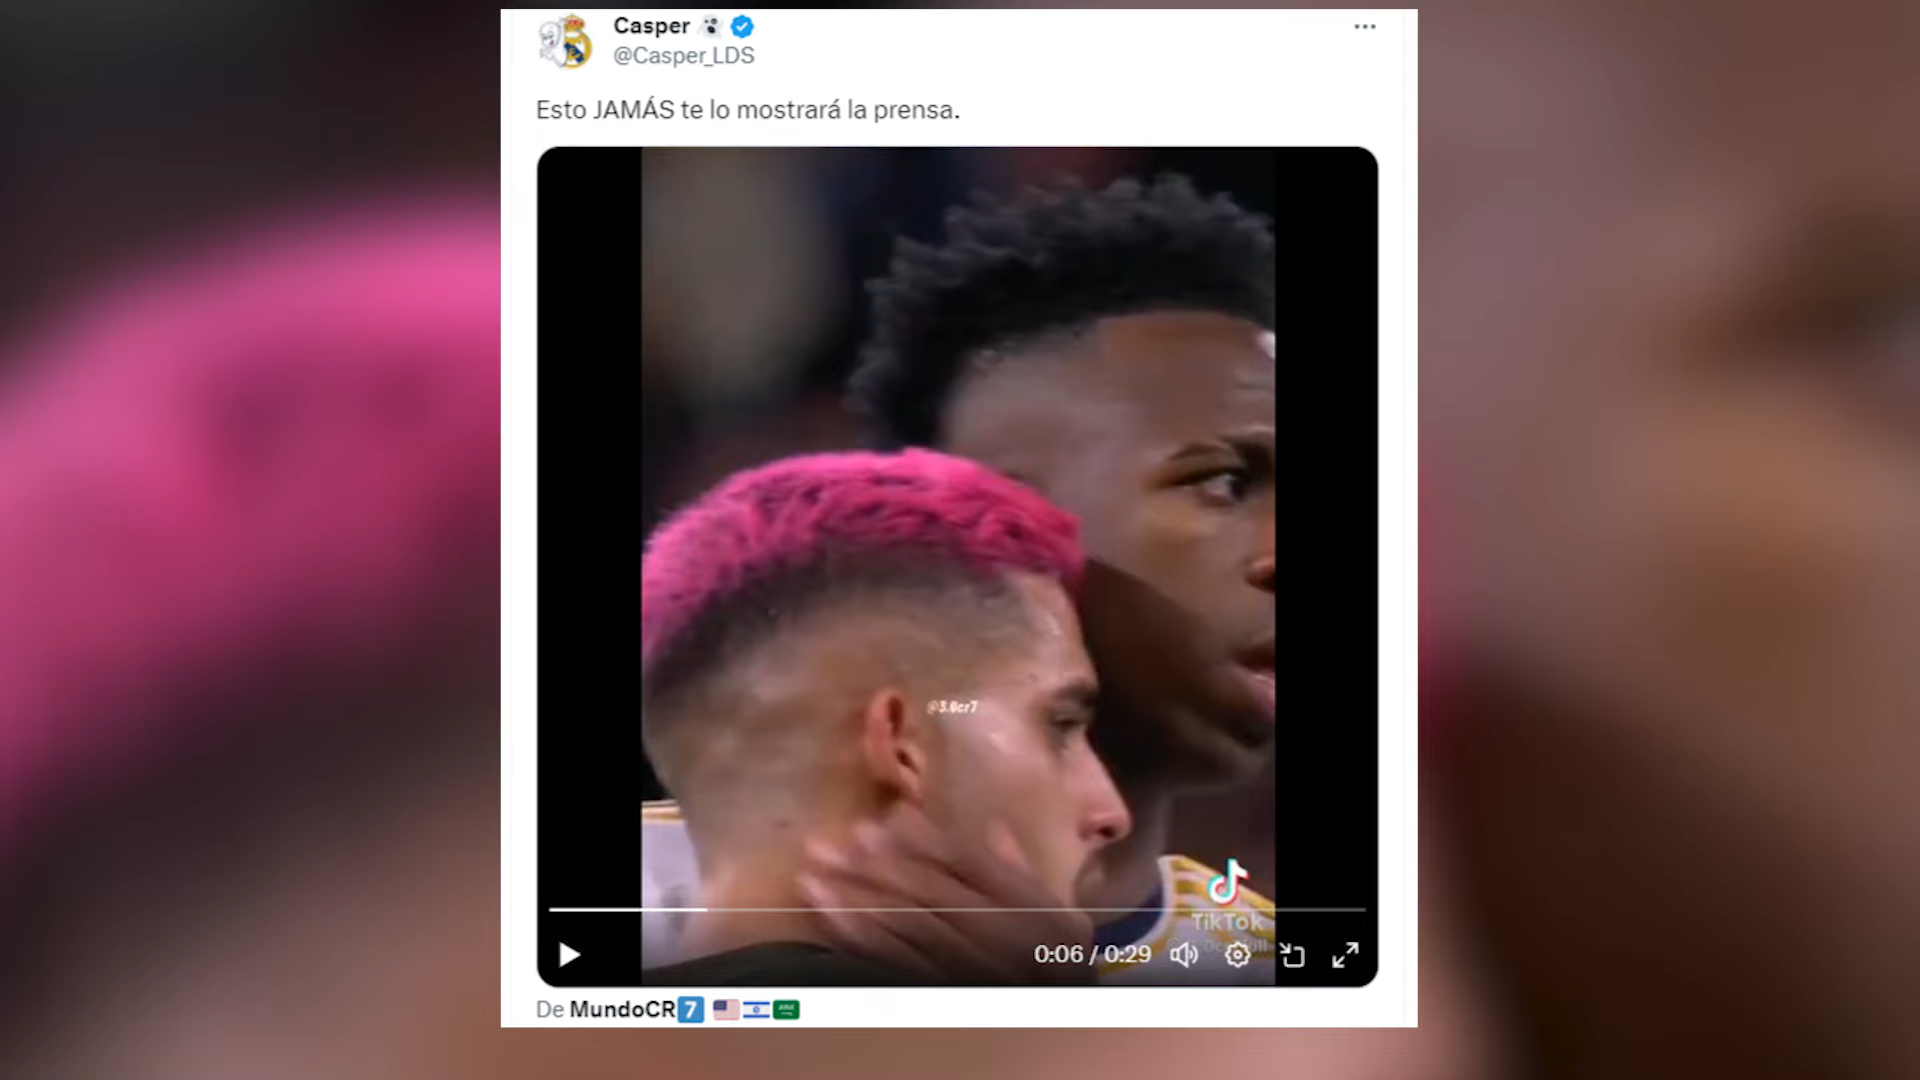 Casper
@Casper_LDS
Esto JAMÁS te lo mostrará la prensa.
@3.0cr7
TikTok
0:06 / 0:29
De MundoCR7